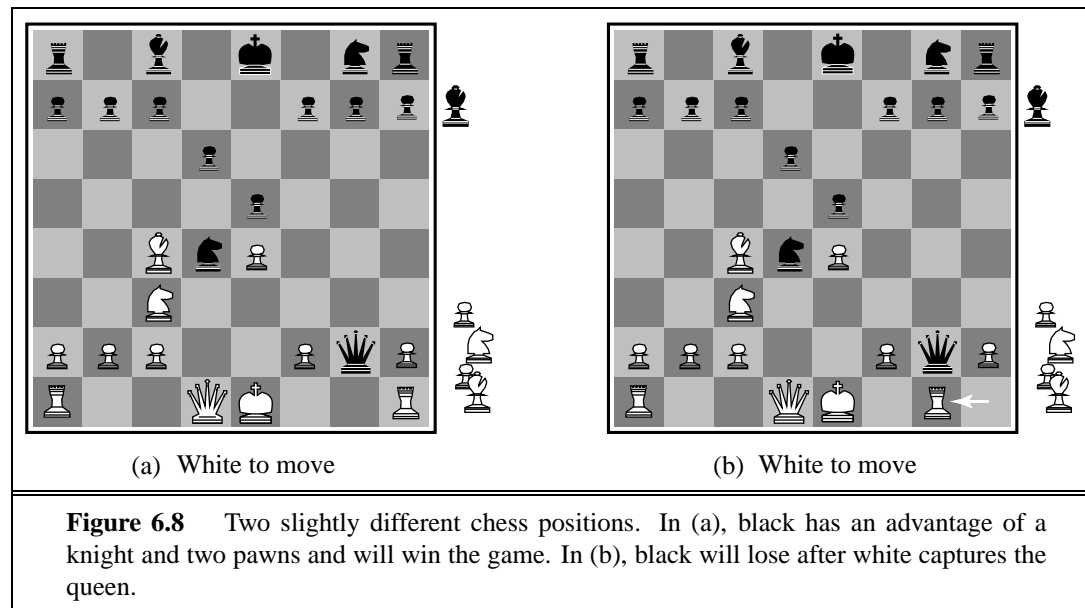 (a) White to move
(b) White to move
Figure 6.8 Two slightly different chess positions. In (a), black has an advantage of a
knight and two pawns and will win the game. In (b), black will lose after white captures the
queen.